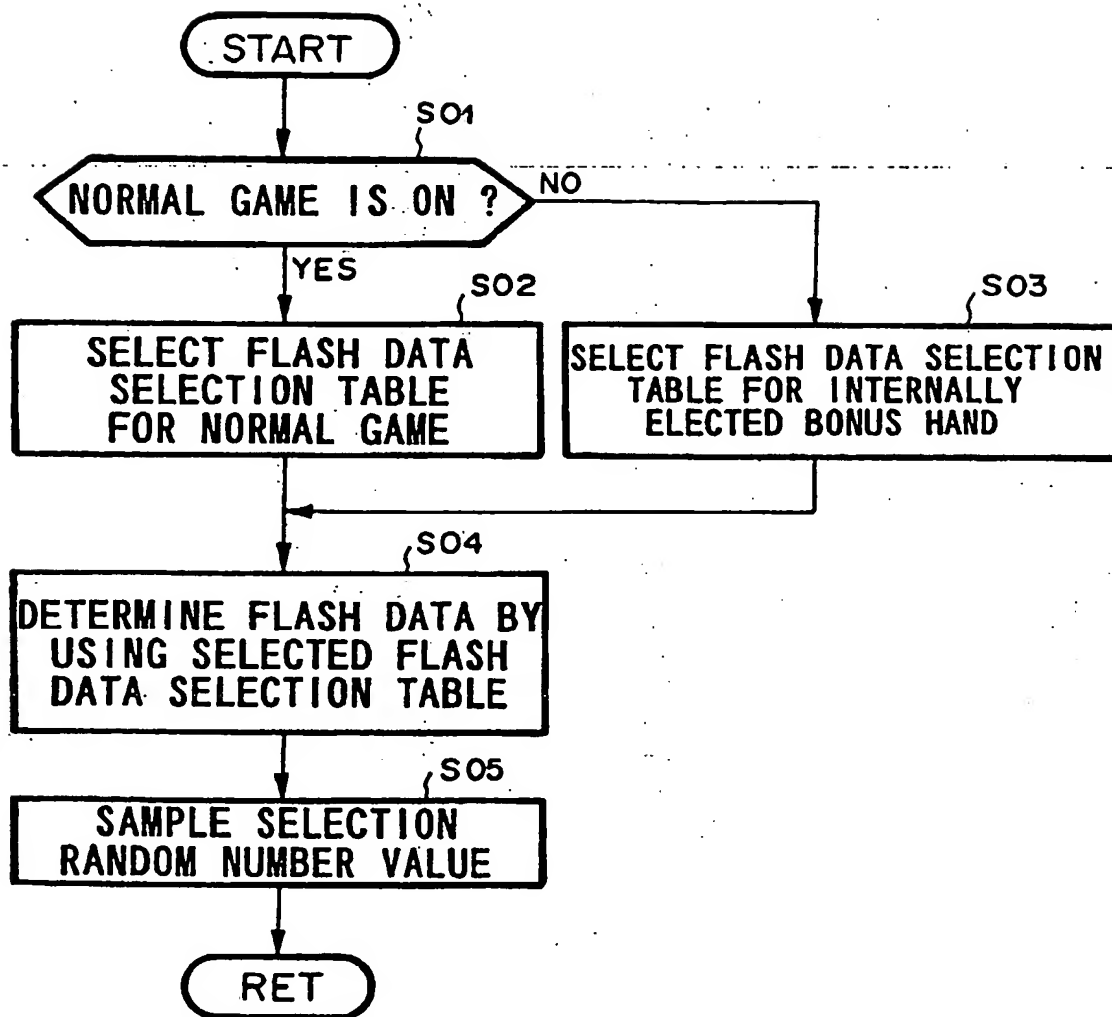 START
S01
NORMAL GAME IS ON ?
NO
YES
S02
SELECT FLASH DATA
SELECTION TABLE
FOR NORMAL GAME
S03
SELECT FLASH DATA SELECTION
TABLE FOR INTERNALLY
ELECTED BONUS HAND
S04
DETERMINE FLASH DATA BY
USING SELECTED FLASH
DATA SELECTION TABLE
S05
SAMPLE SELECTION
RANDOM NUMBER VALUE
RET